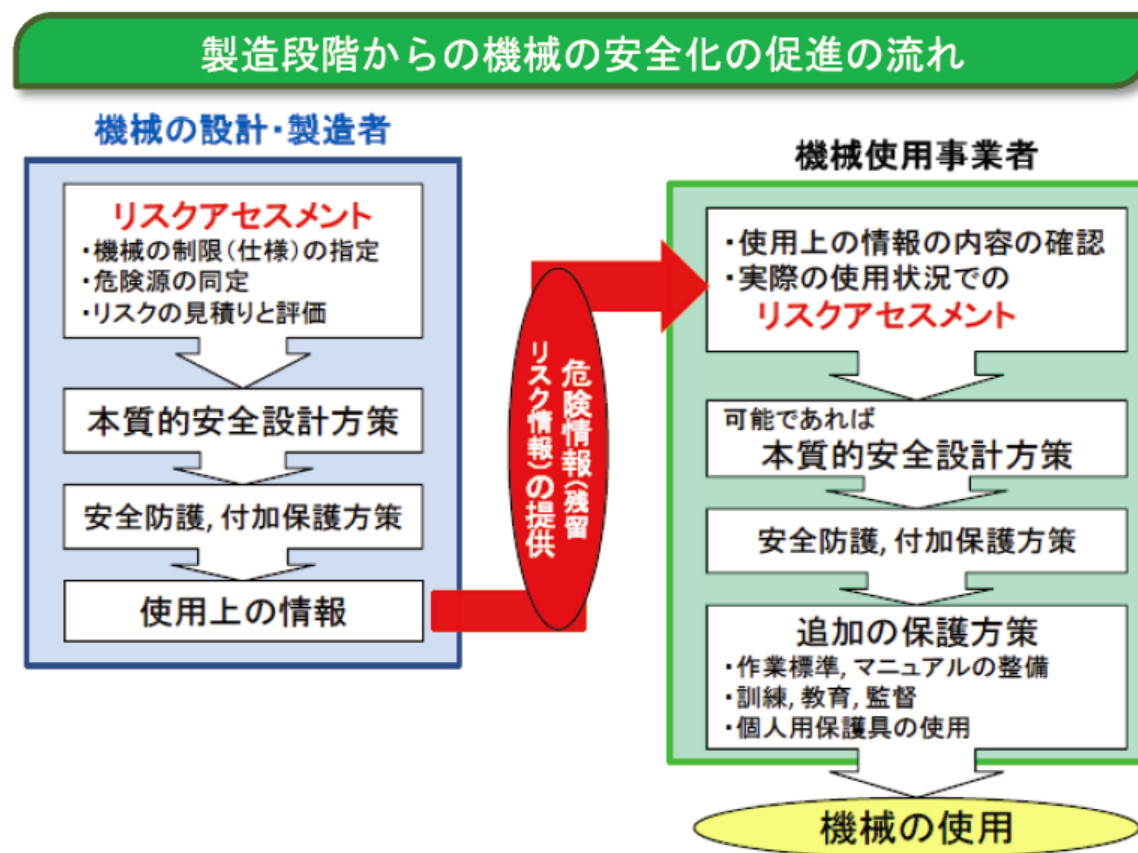 製造段階からの機械の安全化の促進の流れ
機械の設計・製造者
リスクアセスメント
・機械の制限(仕様)の指定
・危険源の同定
・リスクの見積りと評価
本質的安全設計方策
安全防護, 付加保護方策
使用上の情報
危険情報(残留
リスク情報)の提供
機械使用事業者
・使用上の情報の内容の確認
・実際の使用状況での
リスクアセスメント
可能であれば
本質的安全設計方策
安全防護, 付加保護方策
追加の保護方策
・作業標準, マニュアルの整備
・訓練, 教育, 監督
・個人用保護具の使用
機械の使用